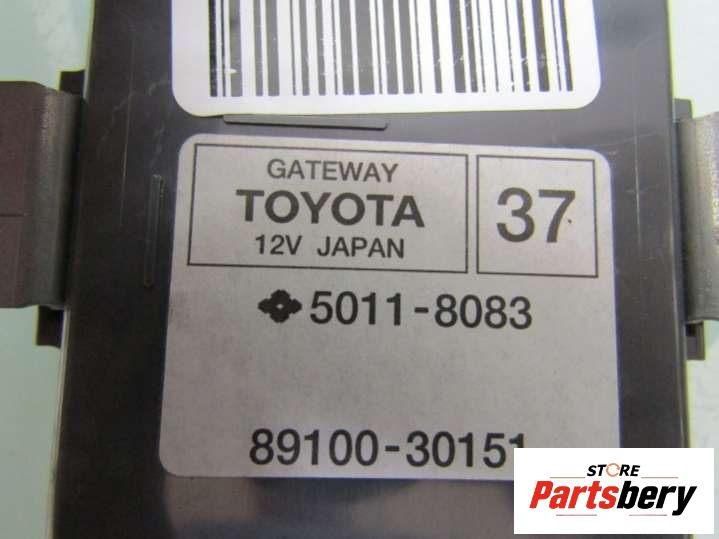 GATEWAY
TOYOTA
12V JAPAN
37
5011-8083
89100-30151
STORE
Partsbery